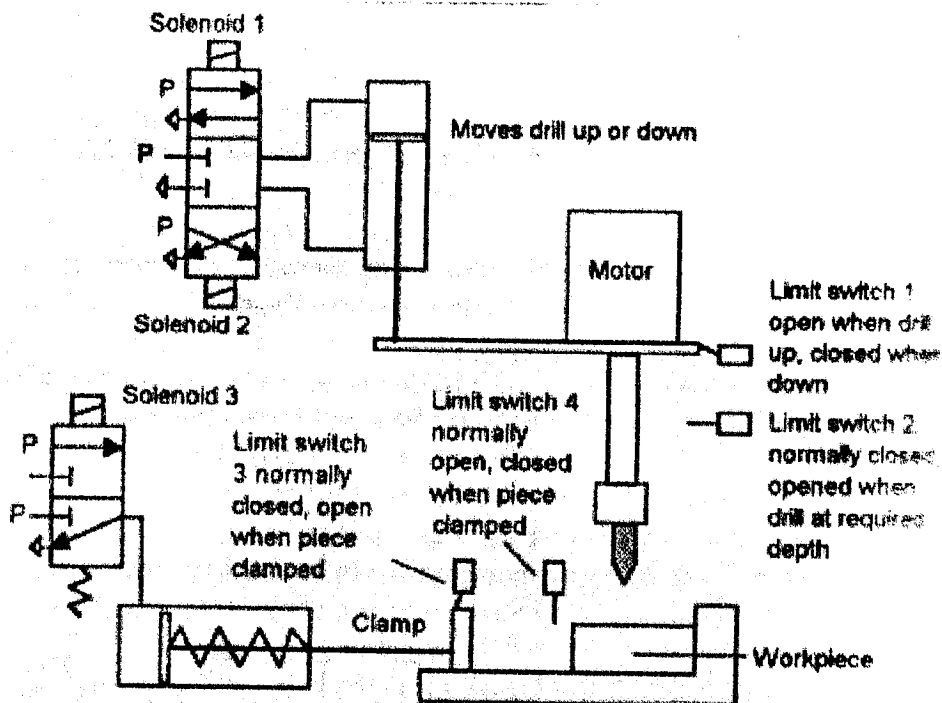 Solenoid 1
P
P
P
Solenoid 2
Moves drill up or down
Motor
Limit switch 1
open when drill
up, closed when
down
Limit switch 2
normally closed,
opened when
drill at required
depth
Solenoid 3
P
P
Limit switch
3 normally
closed, open
when piece
clamped
Limit switch 4
normally
open, closed
when piece
clamped
Clamp
Workpiece